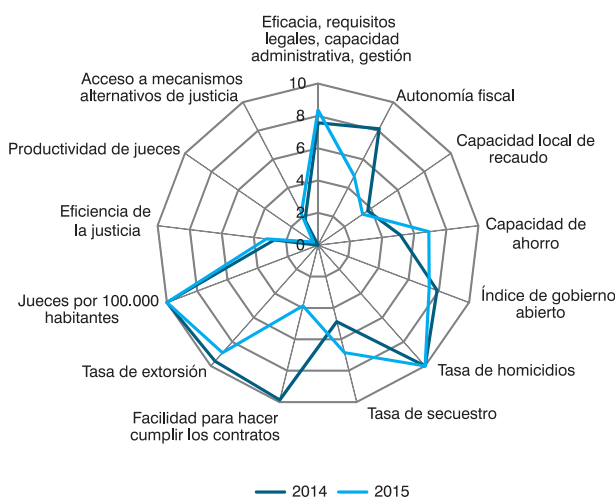 Eficacia, requisitos
legales, capacidad
administrativa, gestión
Autonomía fiscal
Capacidad local de
recaudo
Capacidad de
ahorro
Índice de gobierno
abierto
Tasa de homicidios
Tasa de secuestro
Facilidad para hacer
cumplir los contratos
Tasa de extorsión
Jueces por 100.000
habitantes
Eficiencia de
la justicia
Productividad de jueces
Acceso a mecanismos
alternativos de justicia
10
8
6
4
2
0
2014
2015